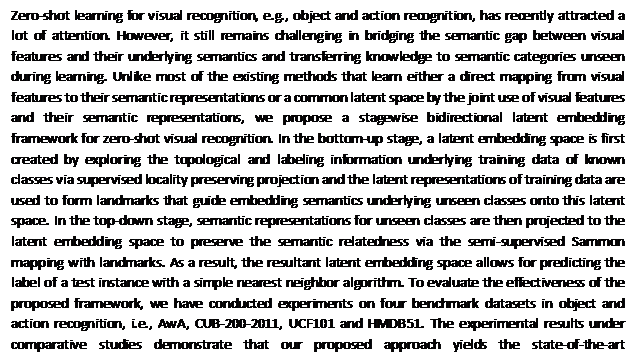 Zero-shot learning for visual recognition, e.g., object and action recognition, has recently attracted a
lot of attention. However, it still remains challenging in bridging the semantic gap between visual
features and their underlying semantics and transferring knowledge to semantic categories unseen
during learning. Unlike most of the existing methods that learn either a direct mapping from visual
features to their semantic representations or a common latent space by the joint use of visual features
and their semantic representations, we propose a stagewise bidirectional latent embedding
framework for zero-shot visual recognition. In the bottom-up stage, a latent embedding space is first
created by exploring the topological and labeling information underlying training data of known
classes via supervised locality preserving projection and the latent representations of training data are
used to form landmarks that guide embedding semantics underlying unseen classes onto this latent
space. In the top-down stage, semantic representations for unseen classes are then projected to the
latent embedding space to preserve the semantic relatedness via the semi-supervised Sammon
mapping with landmarks. As a result, the resultant latent embedding space allows for predicting the
label of a test instance with a simple nearest neighbor algorithm. To evaluate the effectiveness of the
proposed framework, we have conducted experiments on four benchmark datasets in object and
action recognition, i.e., AwA, CUB-200-2011, UCF101 and HMDB51. The experimental results under
comparative studies demonstrate that our proposed approach yields the state-of-the-art